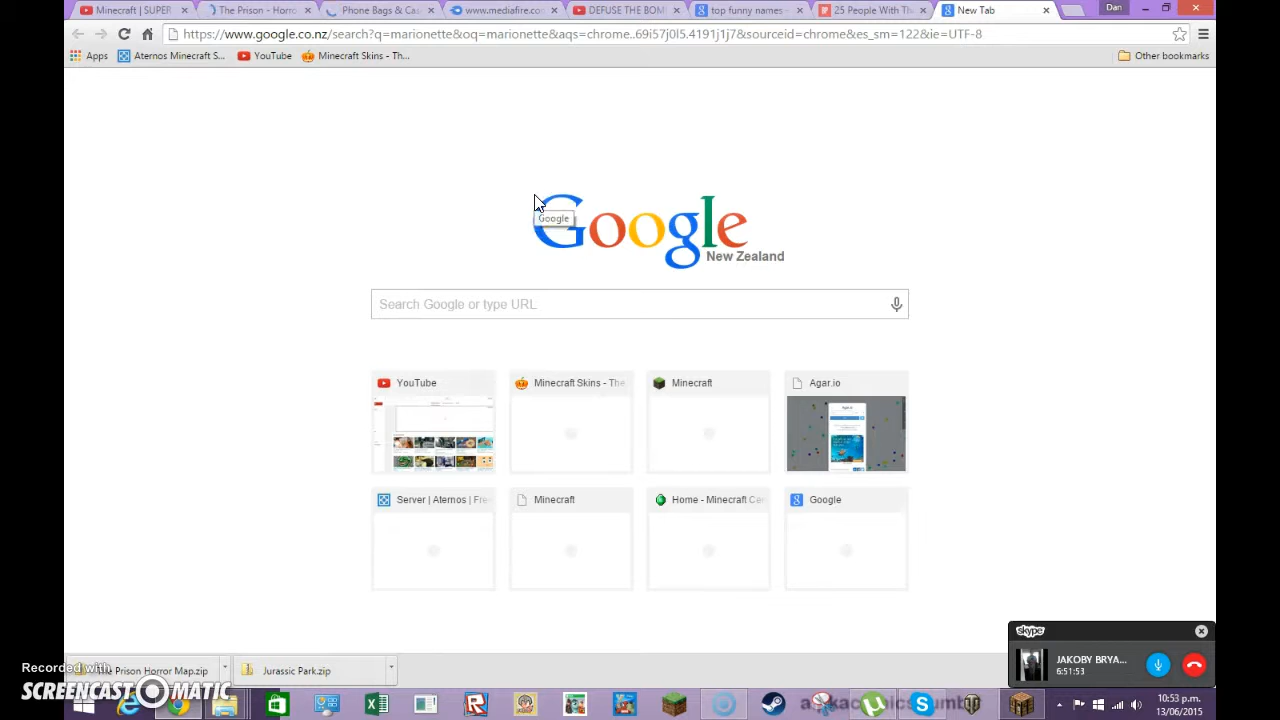 Minecraft | SUPER
The Prison - Horro
Phone Bags & Cas
www.mediafire.co
DEFUSE THE BOM
top funny names -
25 People With Th
New Tab
Dan
https://www.google.co.nz/search?q=marionette&oq=marionette&aqs=chrome..69i57j0l5.4191j1j7&sourceid=chrome&es_sm=122&ie=UTF-8
Apps
Aternos Minecraft S...
YouTube
Minecraft Skins - Th...
Other bookmarks
Google
Google
New Zealand
Search Google or type URL
YouTube
Minecraft Skins - The
Minecraft
Agar.io
Server | Aternos | Fre
Minecraft
Home - Minecraft Ce
Google
skype
JAKOBY BRYA...
6:51:53
The Prison Horror Map.zip
Jurassic Park.zip
Recorded with
SCREENCAST MATIC
10:53 p.m.
13/06/2015